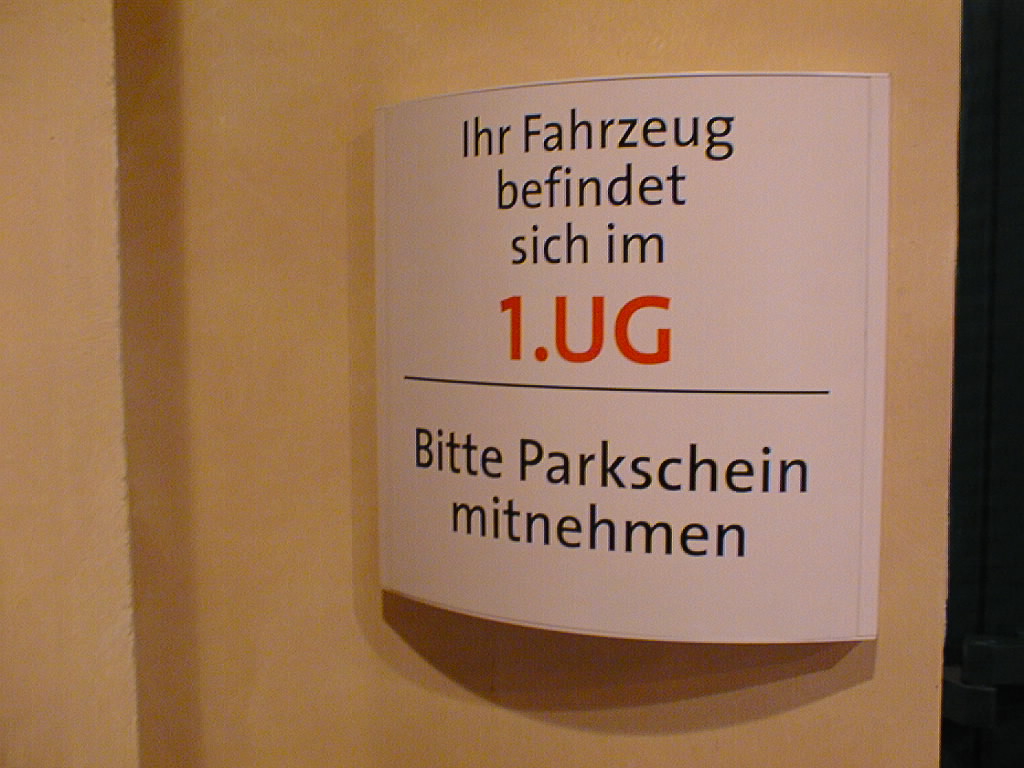 Ihr Fahrzeug
befindet
sich im
1.UG
Bitte Parkschein
mitnehmen